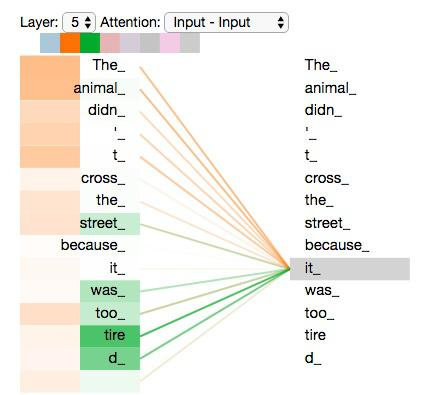 Layer: 5 Attention: Input - Input
The_ The_
animal_ animal_
didn_ didn_
'_ '_
t_ t_
cross_ cross_
the_ the_
street_ street_
because_ because_
it_ it_
was_ was_
too_ too_
tire tire
d_ d_